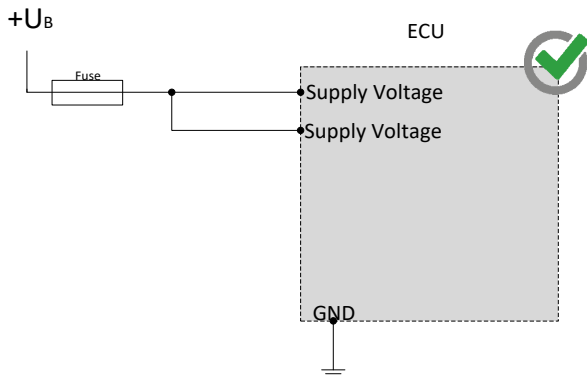 +UB
ECU
Fuse
Supply Voltage
Supply Voltage
GND